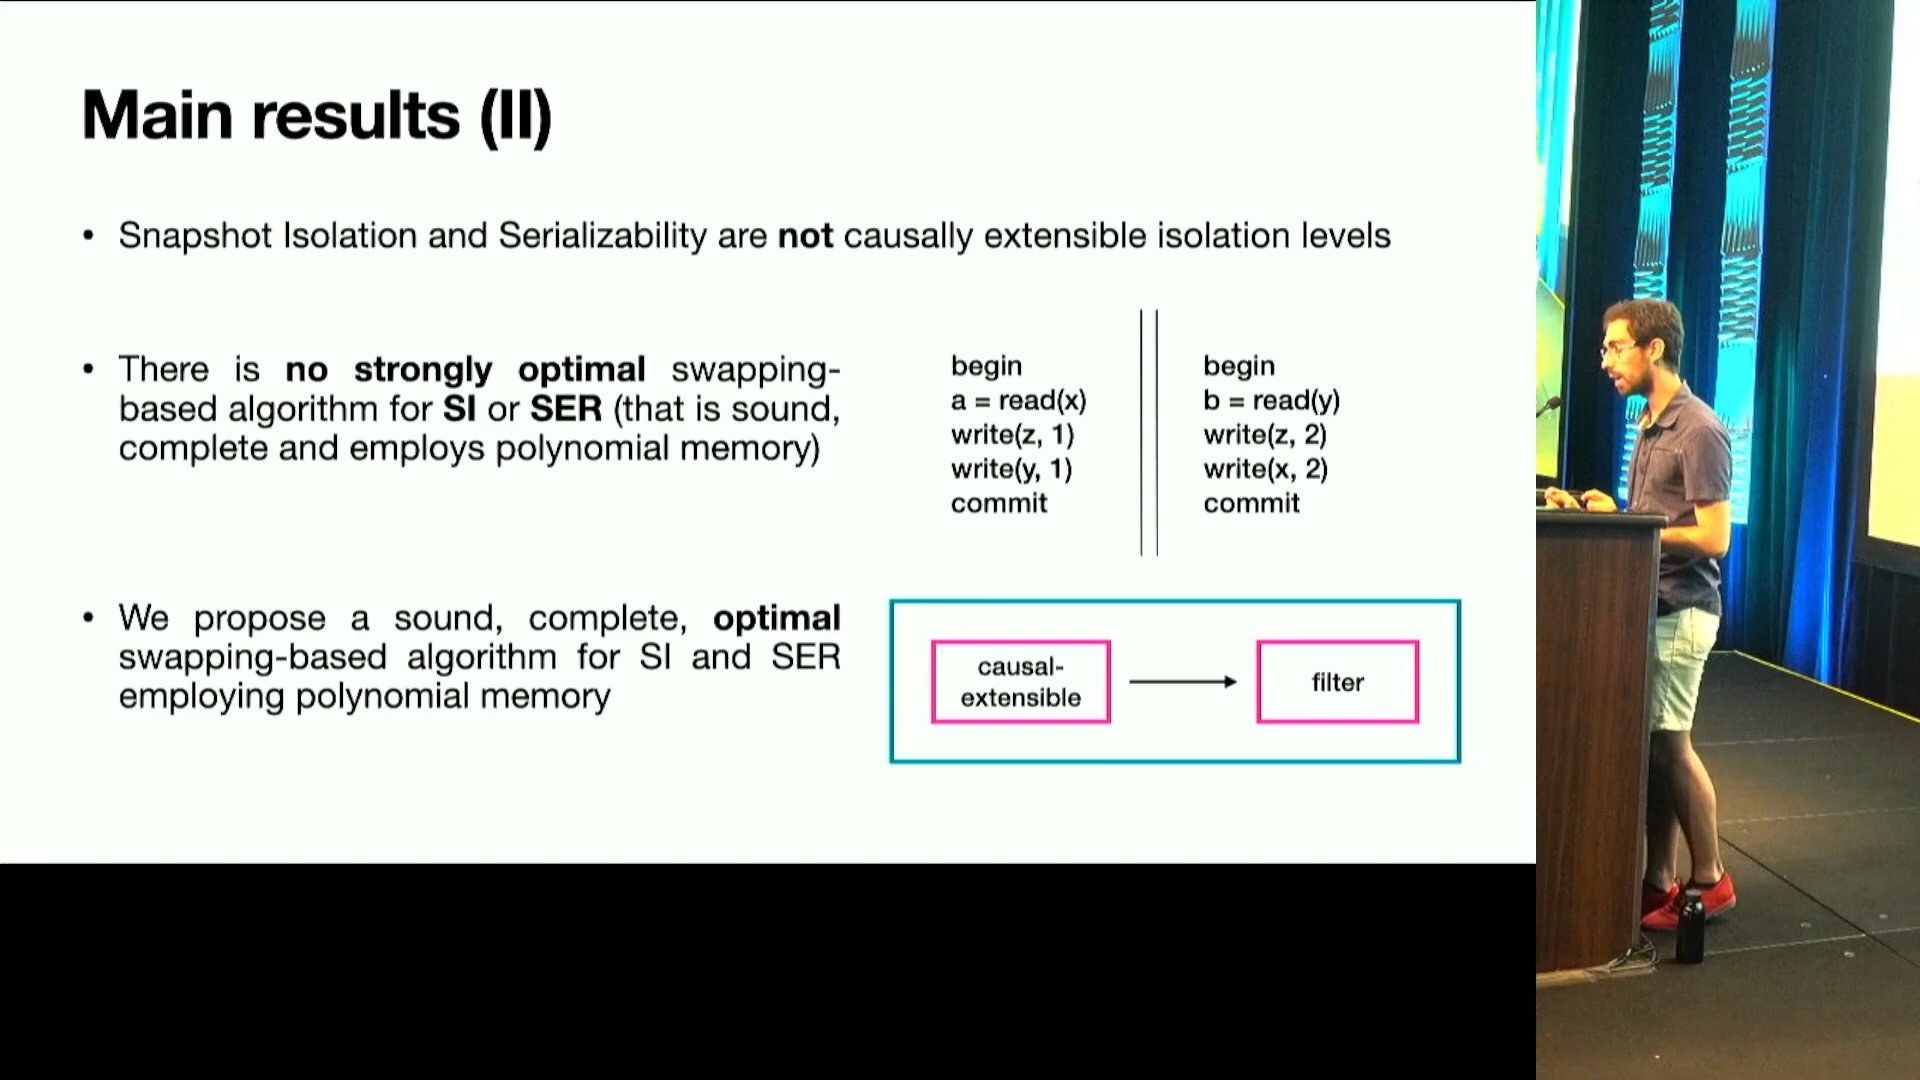 Main results (II)
• Snapshot Isolation and Serializability are not causally extensible isolation levels
• There is no strongly optimal swapping-
based algorithm for SI or SER (that is sound,
complete and employs polynomial memory)
begin
a = read(x)
write(z, 1)
write(y, 1)
commit
begin
b = read(y)
write(z, 2)
write(x, 2)
commit
• We propose a sound, complete, optimal
swapping-based algorithm for SI and SER
employing polynomial memory
causal-
extensible
filter